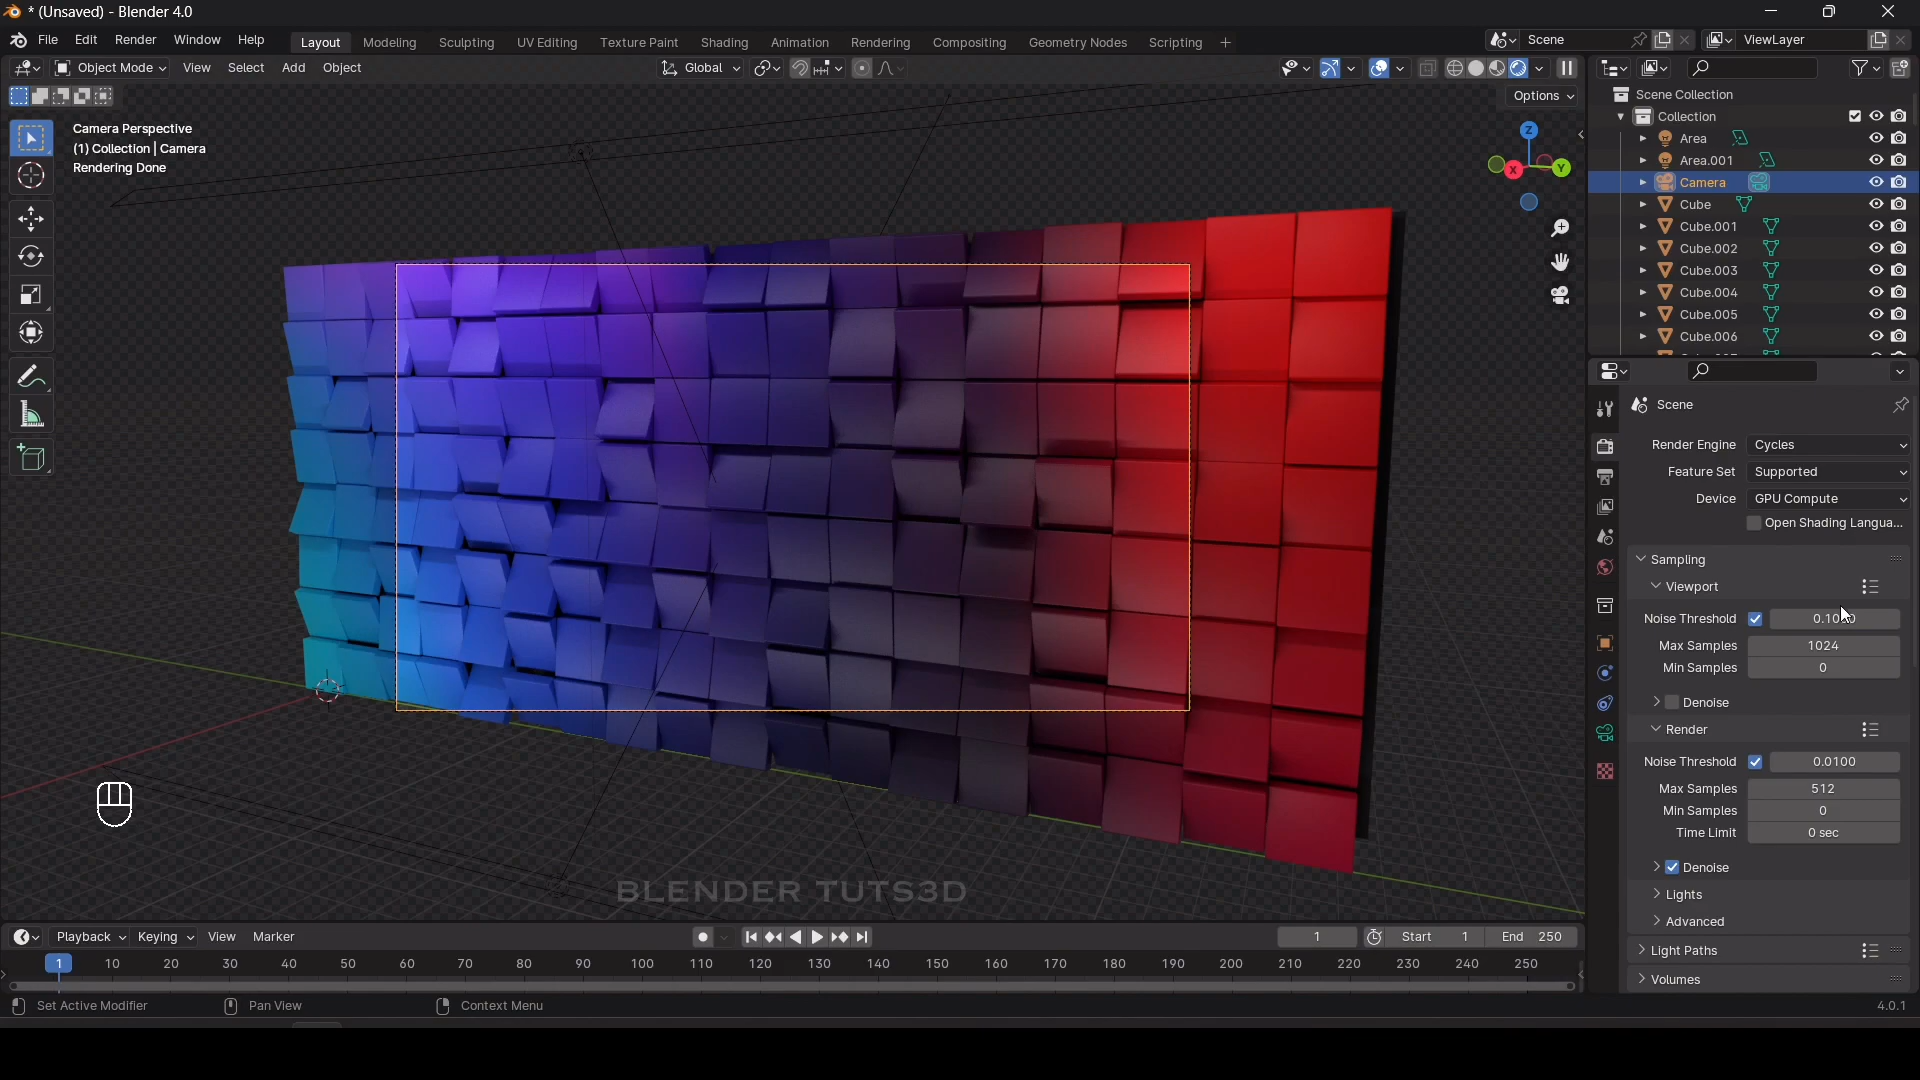 * (Unsaved) - Blender 4.0
File Edit Render Window Help Layout Modeling Sculpting UV Editing Texture Paint Shading Animation Rendering Compositing Geometry Nodes Scripting + Scene ViewLayer
Object Mode View Select Add Object Global
Options
Camera Perspective
(1) Collection | Camera
Rendering Done
Z
X
Y
BLENDER TUTS3D
Scene Collection
Collection
Area
Area.001
Camera
Cube
Cube.001
Cube.002
Cube.003
Cube.004
Cube.005
Cube.006
Scene
Render Engine Cycles
Feature Set Supported
Device GPU Compute
Open Shading Langua...
Sampling
Viewport
Noise Threshold
Max Samples 1024
Min Samples 0
Denoise
Render
Noise Threshold 0.0100
Max Samples 512
Min Samples 0
Time Limit 0 sec
Denoise
Lights
Advanced
Light Paths
Volumes
Playback Keying View Marker 1 Start 1 End 250
1 10 20 30 40 50 60 70 80 90 100 110 120 130 140 150 160 170 180 190 200 210 220 230 240 250
Set Active Modifier Pan View Context Menu 4.0.1